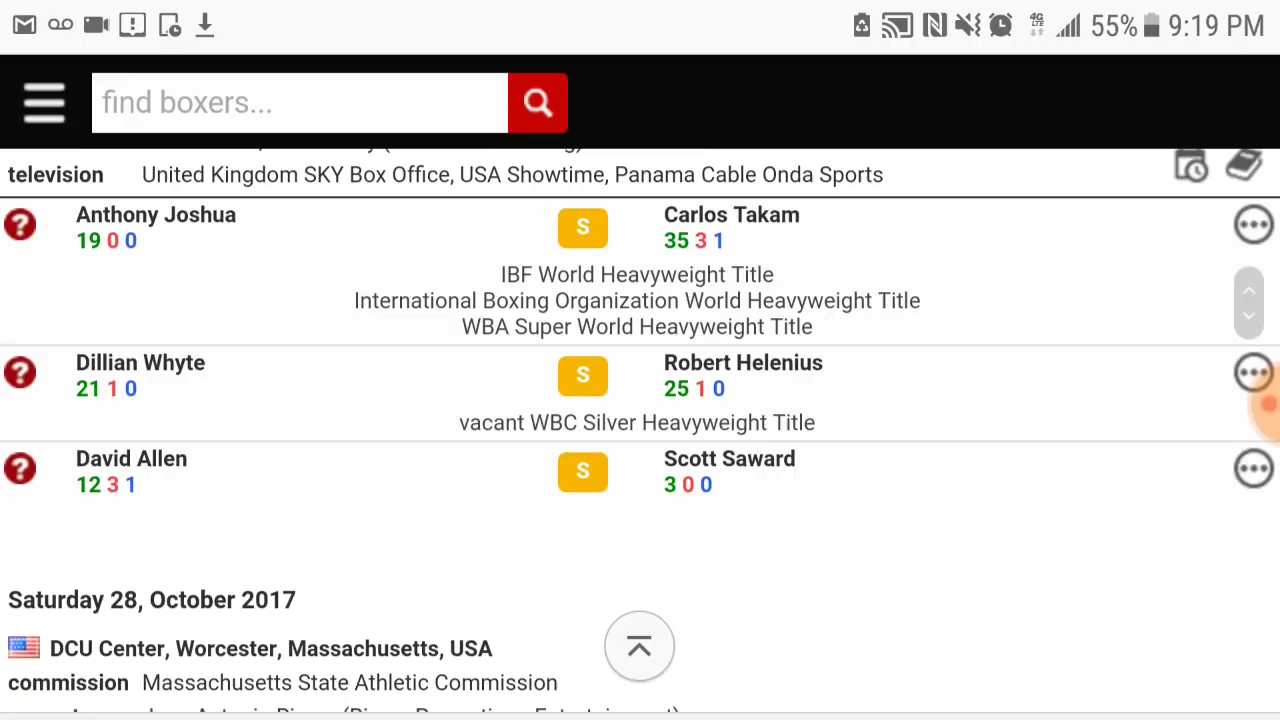 4G
LTE
55% 9:19 PM
find boxers...
television United Kingdom SKY Box Office, USA Showtime, Panama Cable Onda Sports
? Anthony Joshua S Carlos Takam
19 0 0 35 3 1
IBF World Heavyweight Title
International Boxing Organization World Heavyweight Title
WBA Super World Heavyweight Title
? Dillian Whyte S Robert Helenius
21 1 0 25 1 0
vacant WBC Silver Heavyweight Title
? David Allen S Scott Saward
12 3 1 3 0 0
Saturday 28, October 2017
DCU Center, Worcester, Massachusetts, USA
commission Massachusetts State Athletic Commission